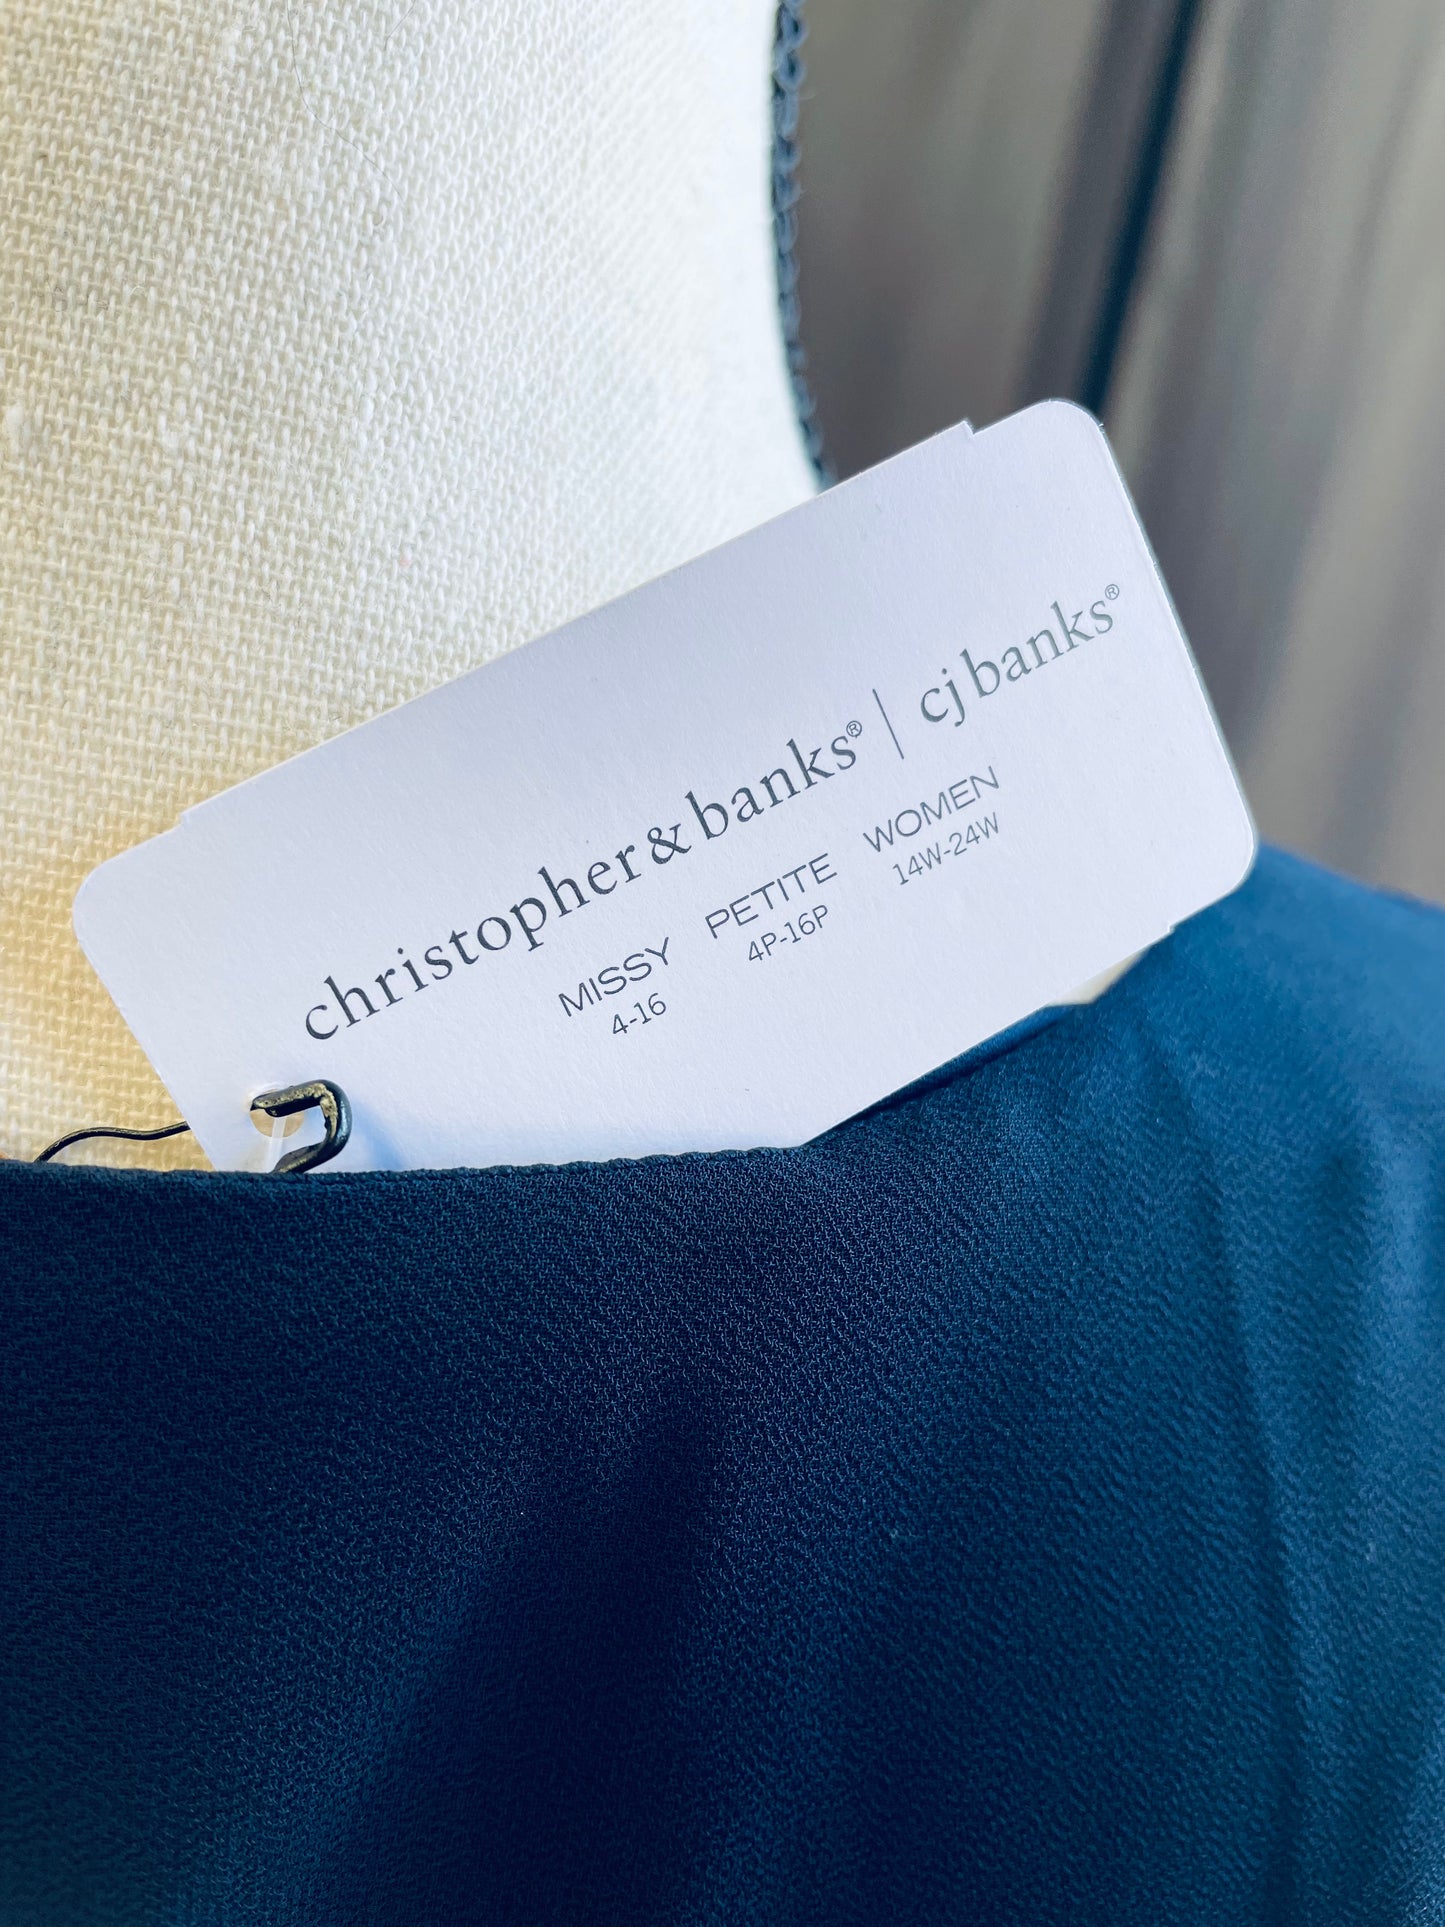 christopher & banks® | cj banks®
MISSY PETITE WOMEN
4-16 4P-16P 14W-24W